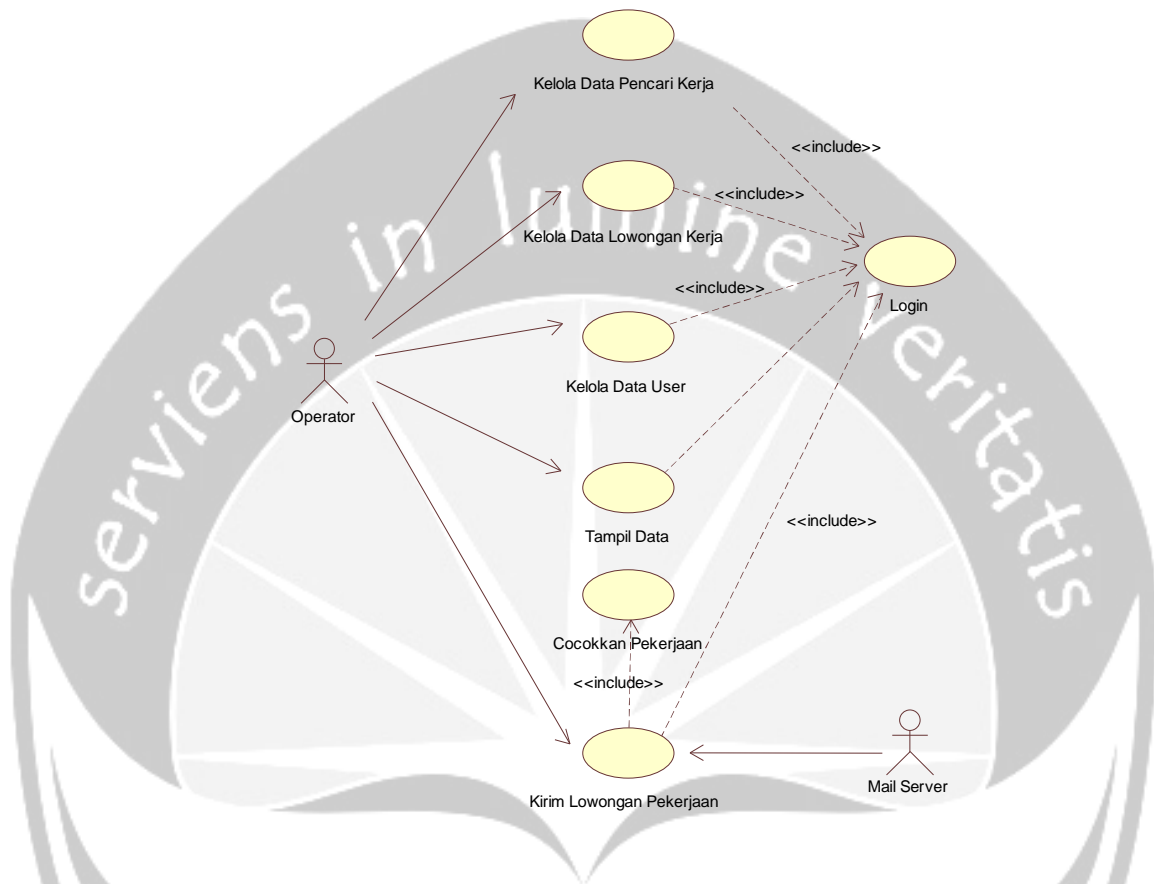 Kelola Data Pencari Kerja
<<include>>
<<include>>
Kelola Data Lowongan Kerja
<<include>>
Login
Kelola Data User
Operator
<<include>>
Tampil Data
Cocokkan Pekerjaan
<<include>>
Mail Server
Kirim Lowongan Pekerjaan
serviens in lumine veritatis